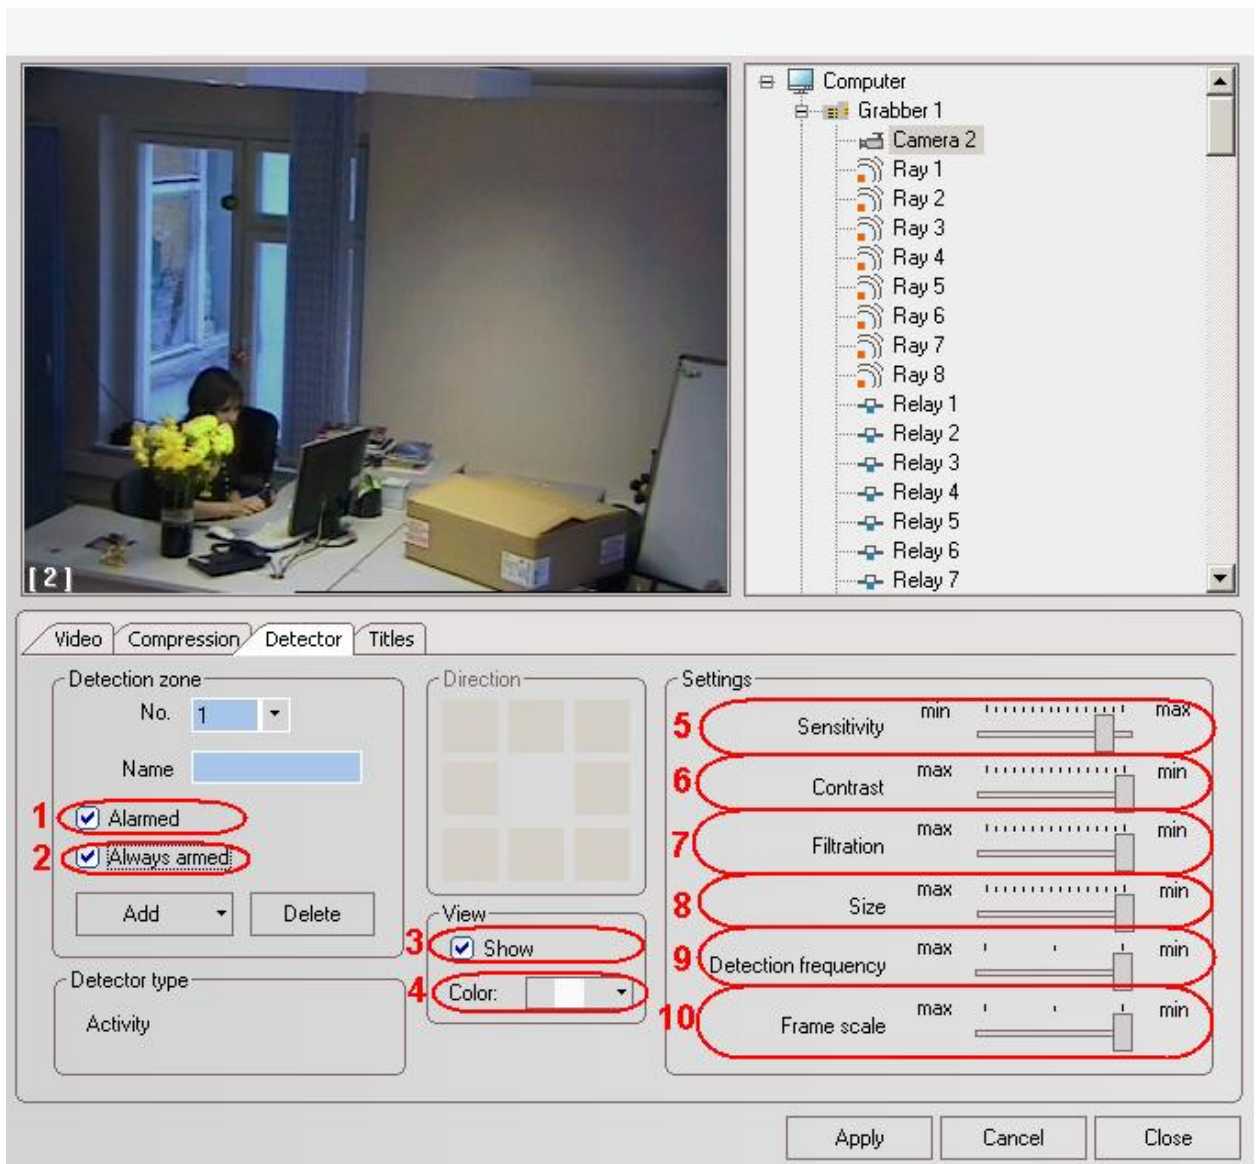 [2]
Computer
Grabber 1
Camera 2
Ray 1
Ray 2
Ray 3
Ray 4
Ray 5
Ray 6
Ray 7
Ray 8
Relay 1
Relay 2
Relay 3
Relay 4
Relay 5
Relay 6
Relay 7
Video Compression Detector Titles
Detection zone
No. 1
Name
1 Alarmed
2 Always armed
Add Delete
Detector type
Activity
Direction
View
3 Show
4 Color:
Settings
5 Sensitivity min max
6 Contrast max min
7 Filtration max min
8 Size max min
9 Detection frequency max min
10 Frame scale max min
Apply Cancel Close